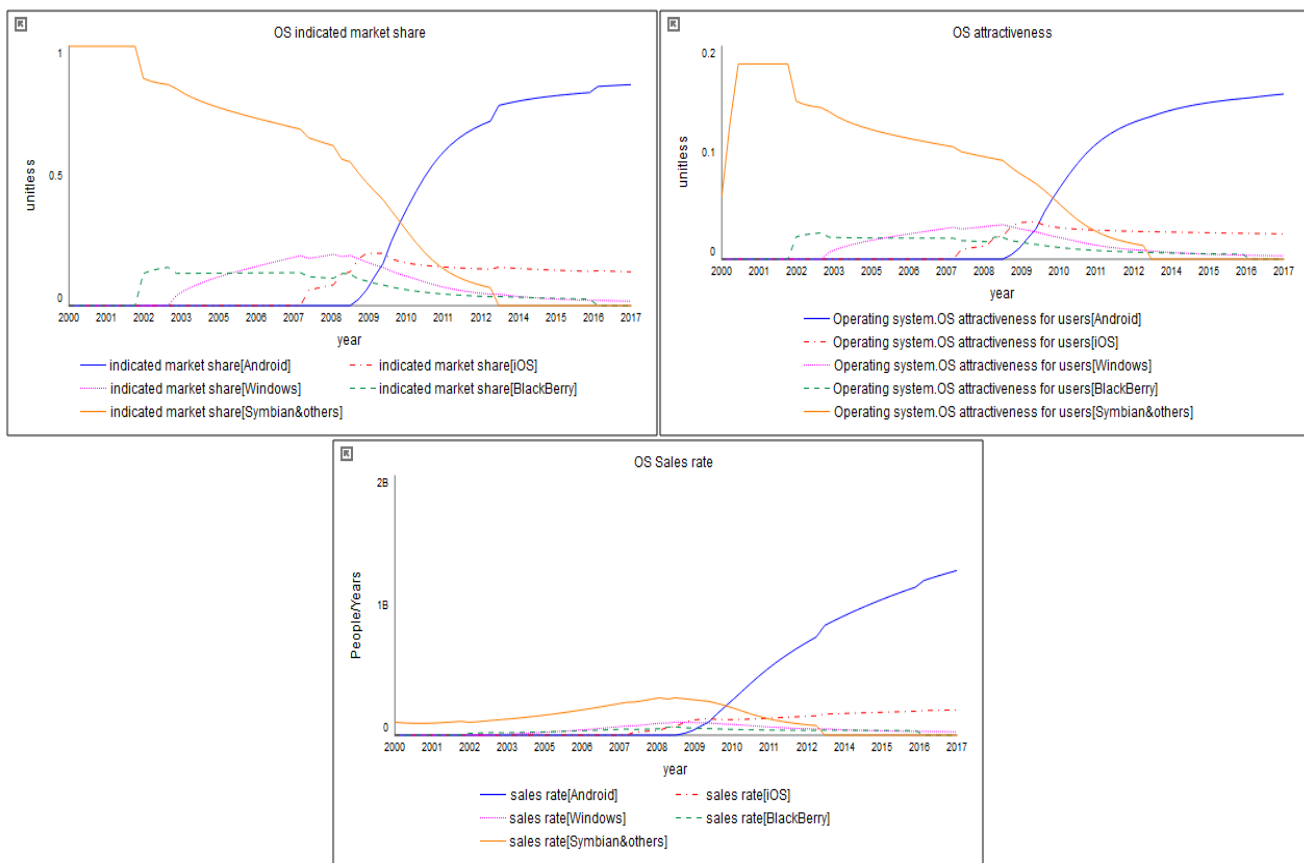 OS indicated market share
1
0.5
0
unitless
2000 2001 2002 2003 2005 2006 2007 2008 2009 2010 2011 2012 2014 2015 2016 2017
year
indicated market share[Android] indicated market share[iOS]
indicated market share[Windows] indicated market share[BlackBerry]
indicated market share[Symbian&others]
OS attractiveness
0.2
0.1
0
unitless
2000 2001 2002 2003 2005 2006 2007 2008 2009 2010 2011 2012 2014 2015 2016 2017
year
Operating system.OS attractiveness for users[Android]
Operating system.OS attractiveness for users[iOS]
Operating system.OS attractiveness for users[Windows]
Operating system.OS attractiveness for users[BlackBerry]
Operating system.OS attractiveness for users[Symbian&others]
OS Sales rate
2B
1B
0
People/Years
2000 2001 2002 2003 2005 2006 2007 2008 2009 2010 2011 2012 2014 2015 2016 2017
year
sales rate[Android] sales rate[iOS]
sales rate[Windows] sales rate[BlackBerry]
sales rate[Symbian&others]